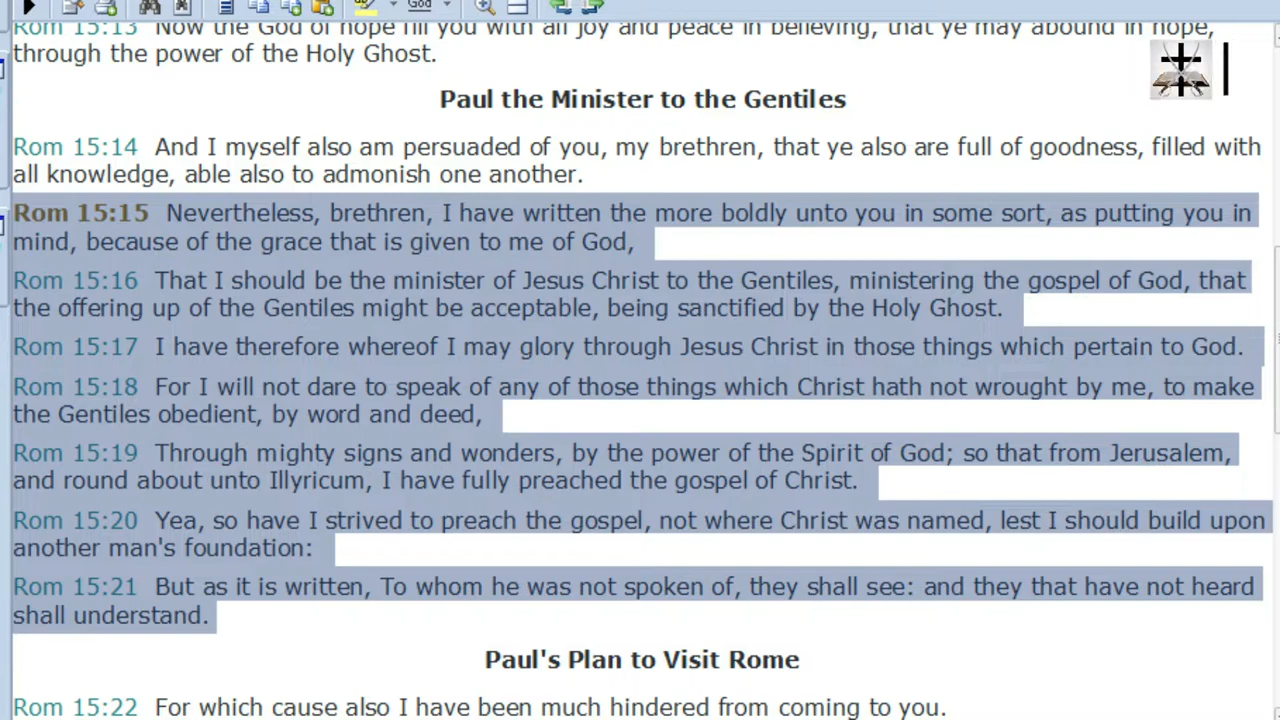 God
Rom 15:13 Now the God of hope fill you with all joy and peace in believing, that ye may abound in hope,
through the power of the Holy Ghost.
Paul the Minister to the Gentiles
Rom 15:14 And I myself also am persuaded of you, my brethren, that ye also are full of goodness, filled with
all knowledge, able also to admonish one another.
Rom 15:15 Nevertheless, brethren, I have written the more boldly unto you in some sort, as putting you in
mind, because of the grace that is given to me of God,
Rom 15:16 That I should be the minister of Jesus Christ to the Gentiles, ministering the gospel of God, that
the offering up of the Gentiles might be acceptable, being sanctified by the Holy Ghost.
Rom 15:17 I have therefore whereof I may glory through Jesus Christ in those things which pertain to God.
Rom 15:18 For I will not dare to speak of any of those things which Christ hath not wrought by me, to make
the Gentiles obedient, by word and deed,
Rom 15:19 Through mighty signs and wonders, by the power of the Spirit of God; so that from Jerusalem,
and round about unto Illyricum, I have fully preached the gospel of Christ.
Rom 15:20 Yea, so have I strived to preach the gospel, not where Christ was named, lest I should build upon
another man's foundation:
Rom 15:21 But as it is written, To whom he was not spoken of, they shall see: and they that have not heard
shall understand.
Paul's Plan to Visit Rome
Rom 15:22 For which cause also I have been much hindered from coming to you.